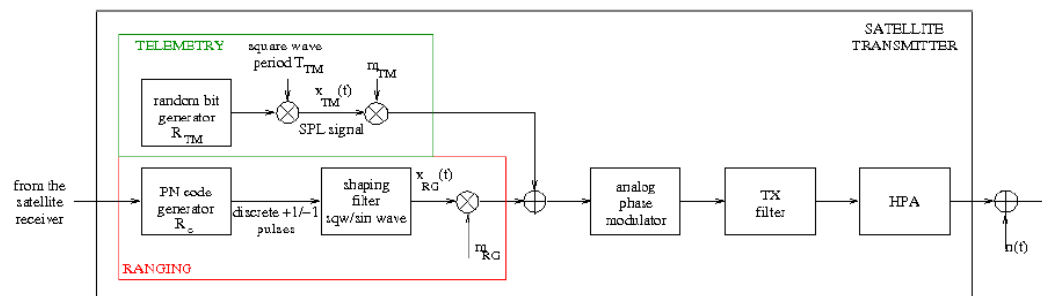 SATELLITE
TRANSMITTER
TELEMETRY
square wave
period T_TM
m_TM
x_TM(t)
random bit
generator
R_TM
SPL signal
from the
satellite
receiver
PN code
generator
R_c
discrete +1/−1
pulses
shaping
filter
sqw/sin wave
x_RG(t)
m_RG
RANGING
analog
phase
modulator
TX
filter
HPA
n(t)